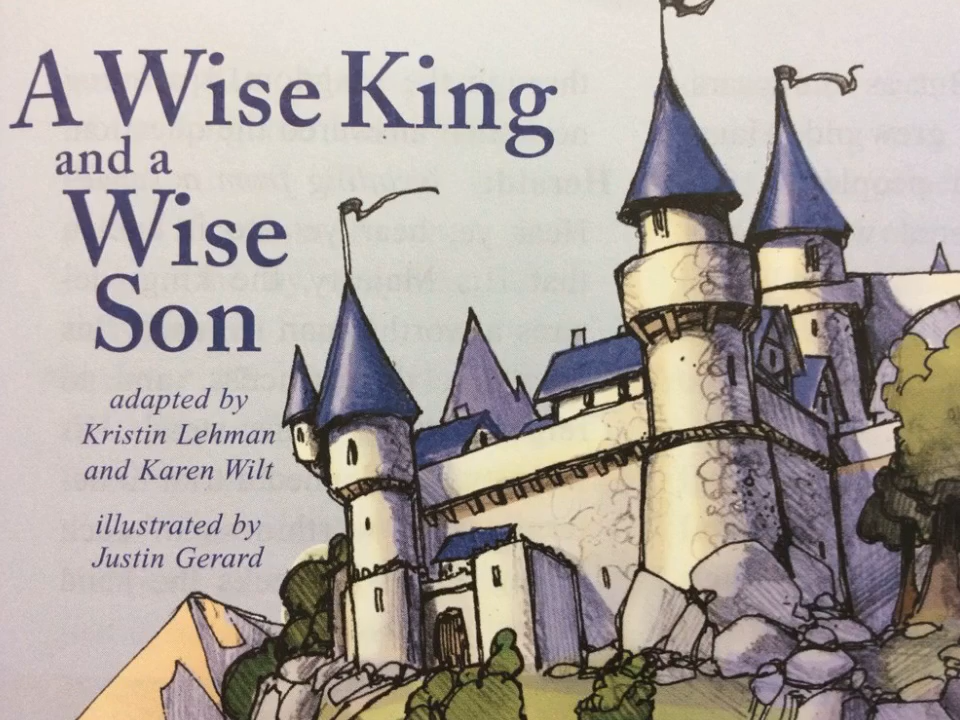 A Wise King
and a
Wise
Son
adapted by
Kristin Lehman
and Karen Wilt
illustrated by
Justin Gerard